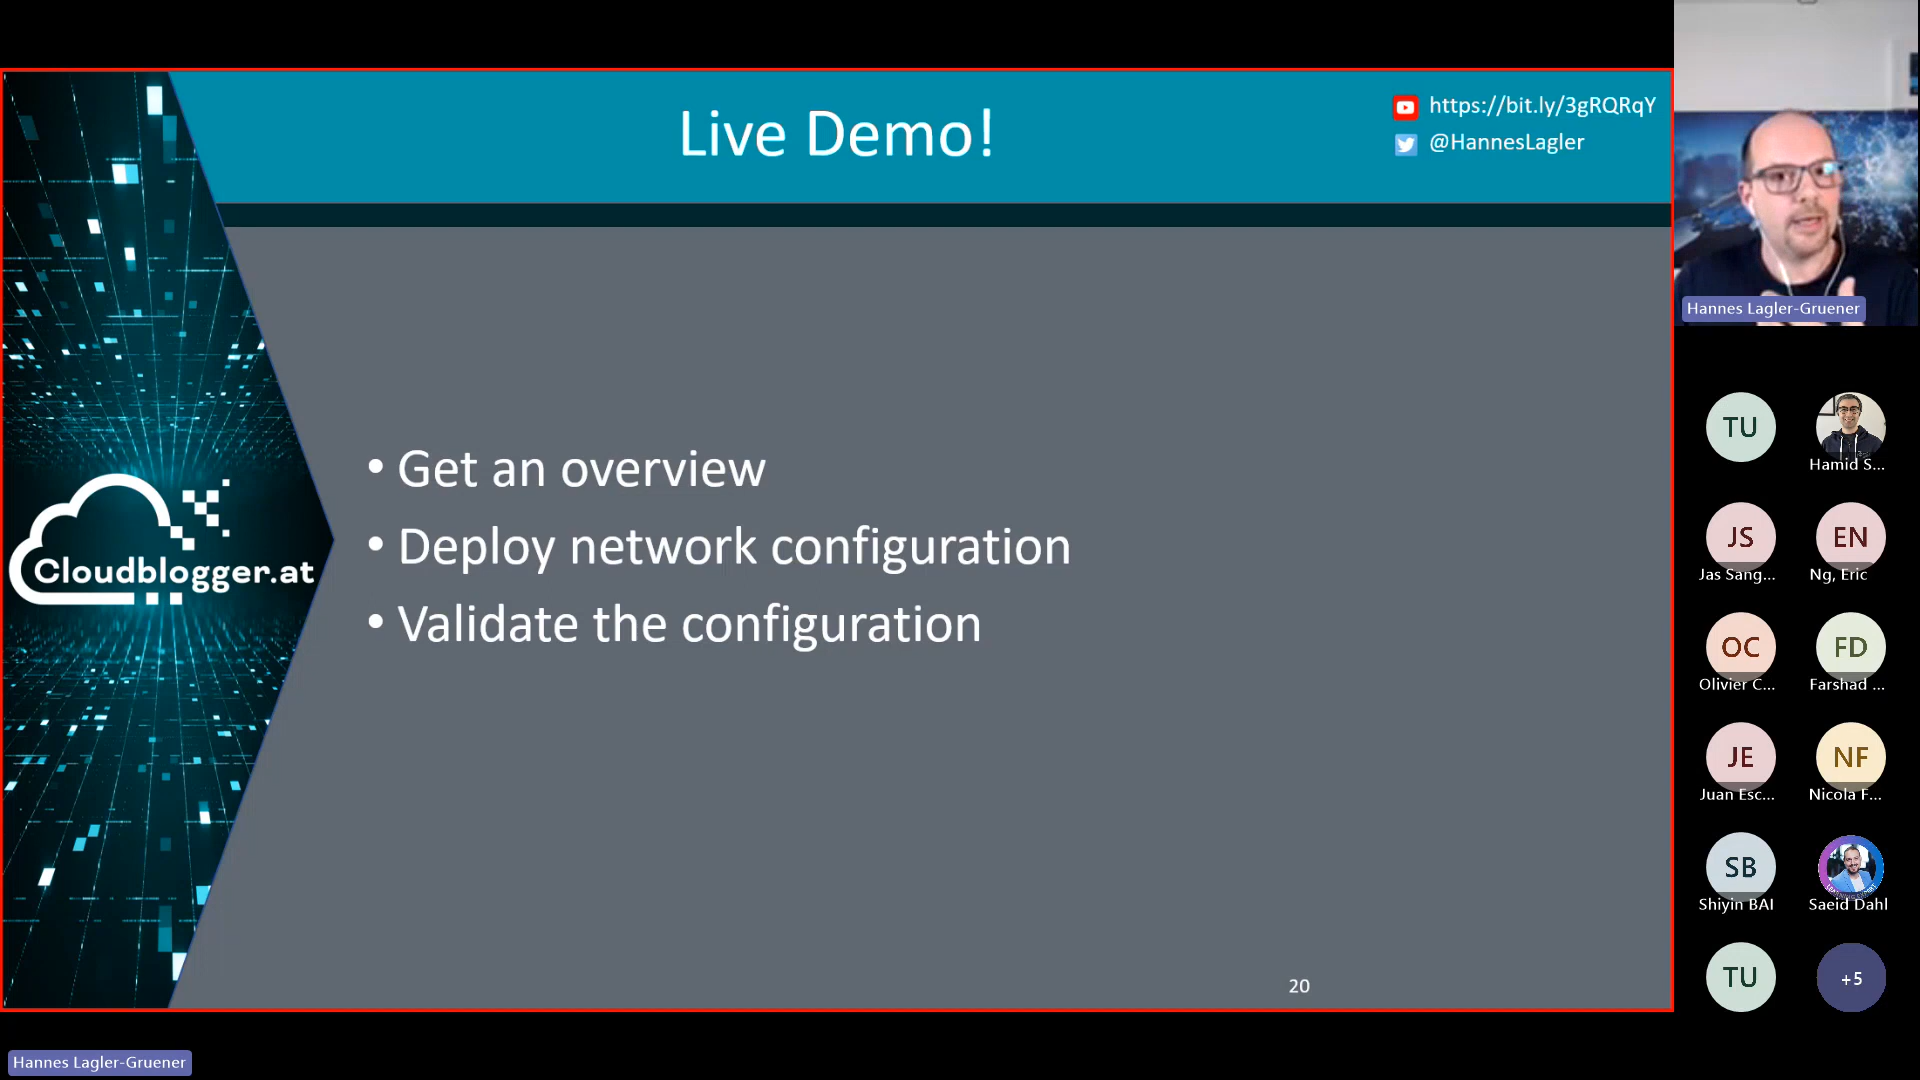 Live Demo!
https://bit.ly/3gRQRqY
@HannesLagler
Cloudblogger.at
• Get an overview
• Deploy network configuration
• Validate the configuration
20
Hannes Lagler-Gruener
Hannes Lagler-Gruener
TU
Hamid S...
JS
Jas Sang...
EN
Ng, Eric
OC
Olivier C...
FD
Farshad ...
JE
Juan Esc...
NF
Nicola F...
SB
Shiyin BAI
Saeid Dahl
TU
+5